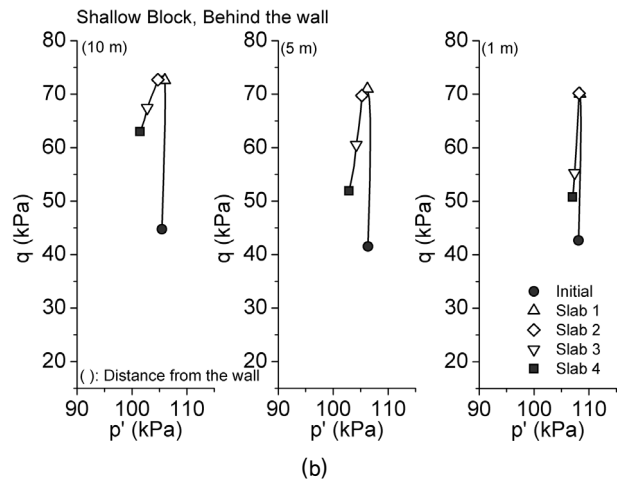 Shallow Block, Behind the wall
(10 m)
(5 m)
(1 m)
80
70
60
50
40
30
20
q (kPa)
( ): Distance from the wall
90 100 110
p' (kPa)
80
70
60
50
40
30
20
q (kPa)
90 100 110
p' (kPa)
80
70
60
50
40
30
20
q (kPa)
Initial
Slab 1
Slab 2
Slab 3
Slab 4
90 100 110
p' (kPa)
(b)